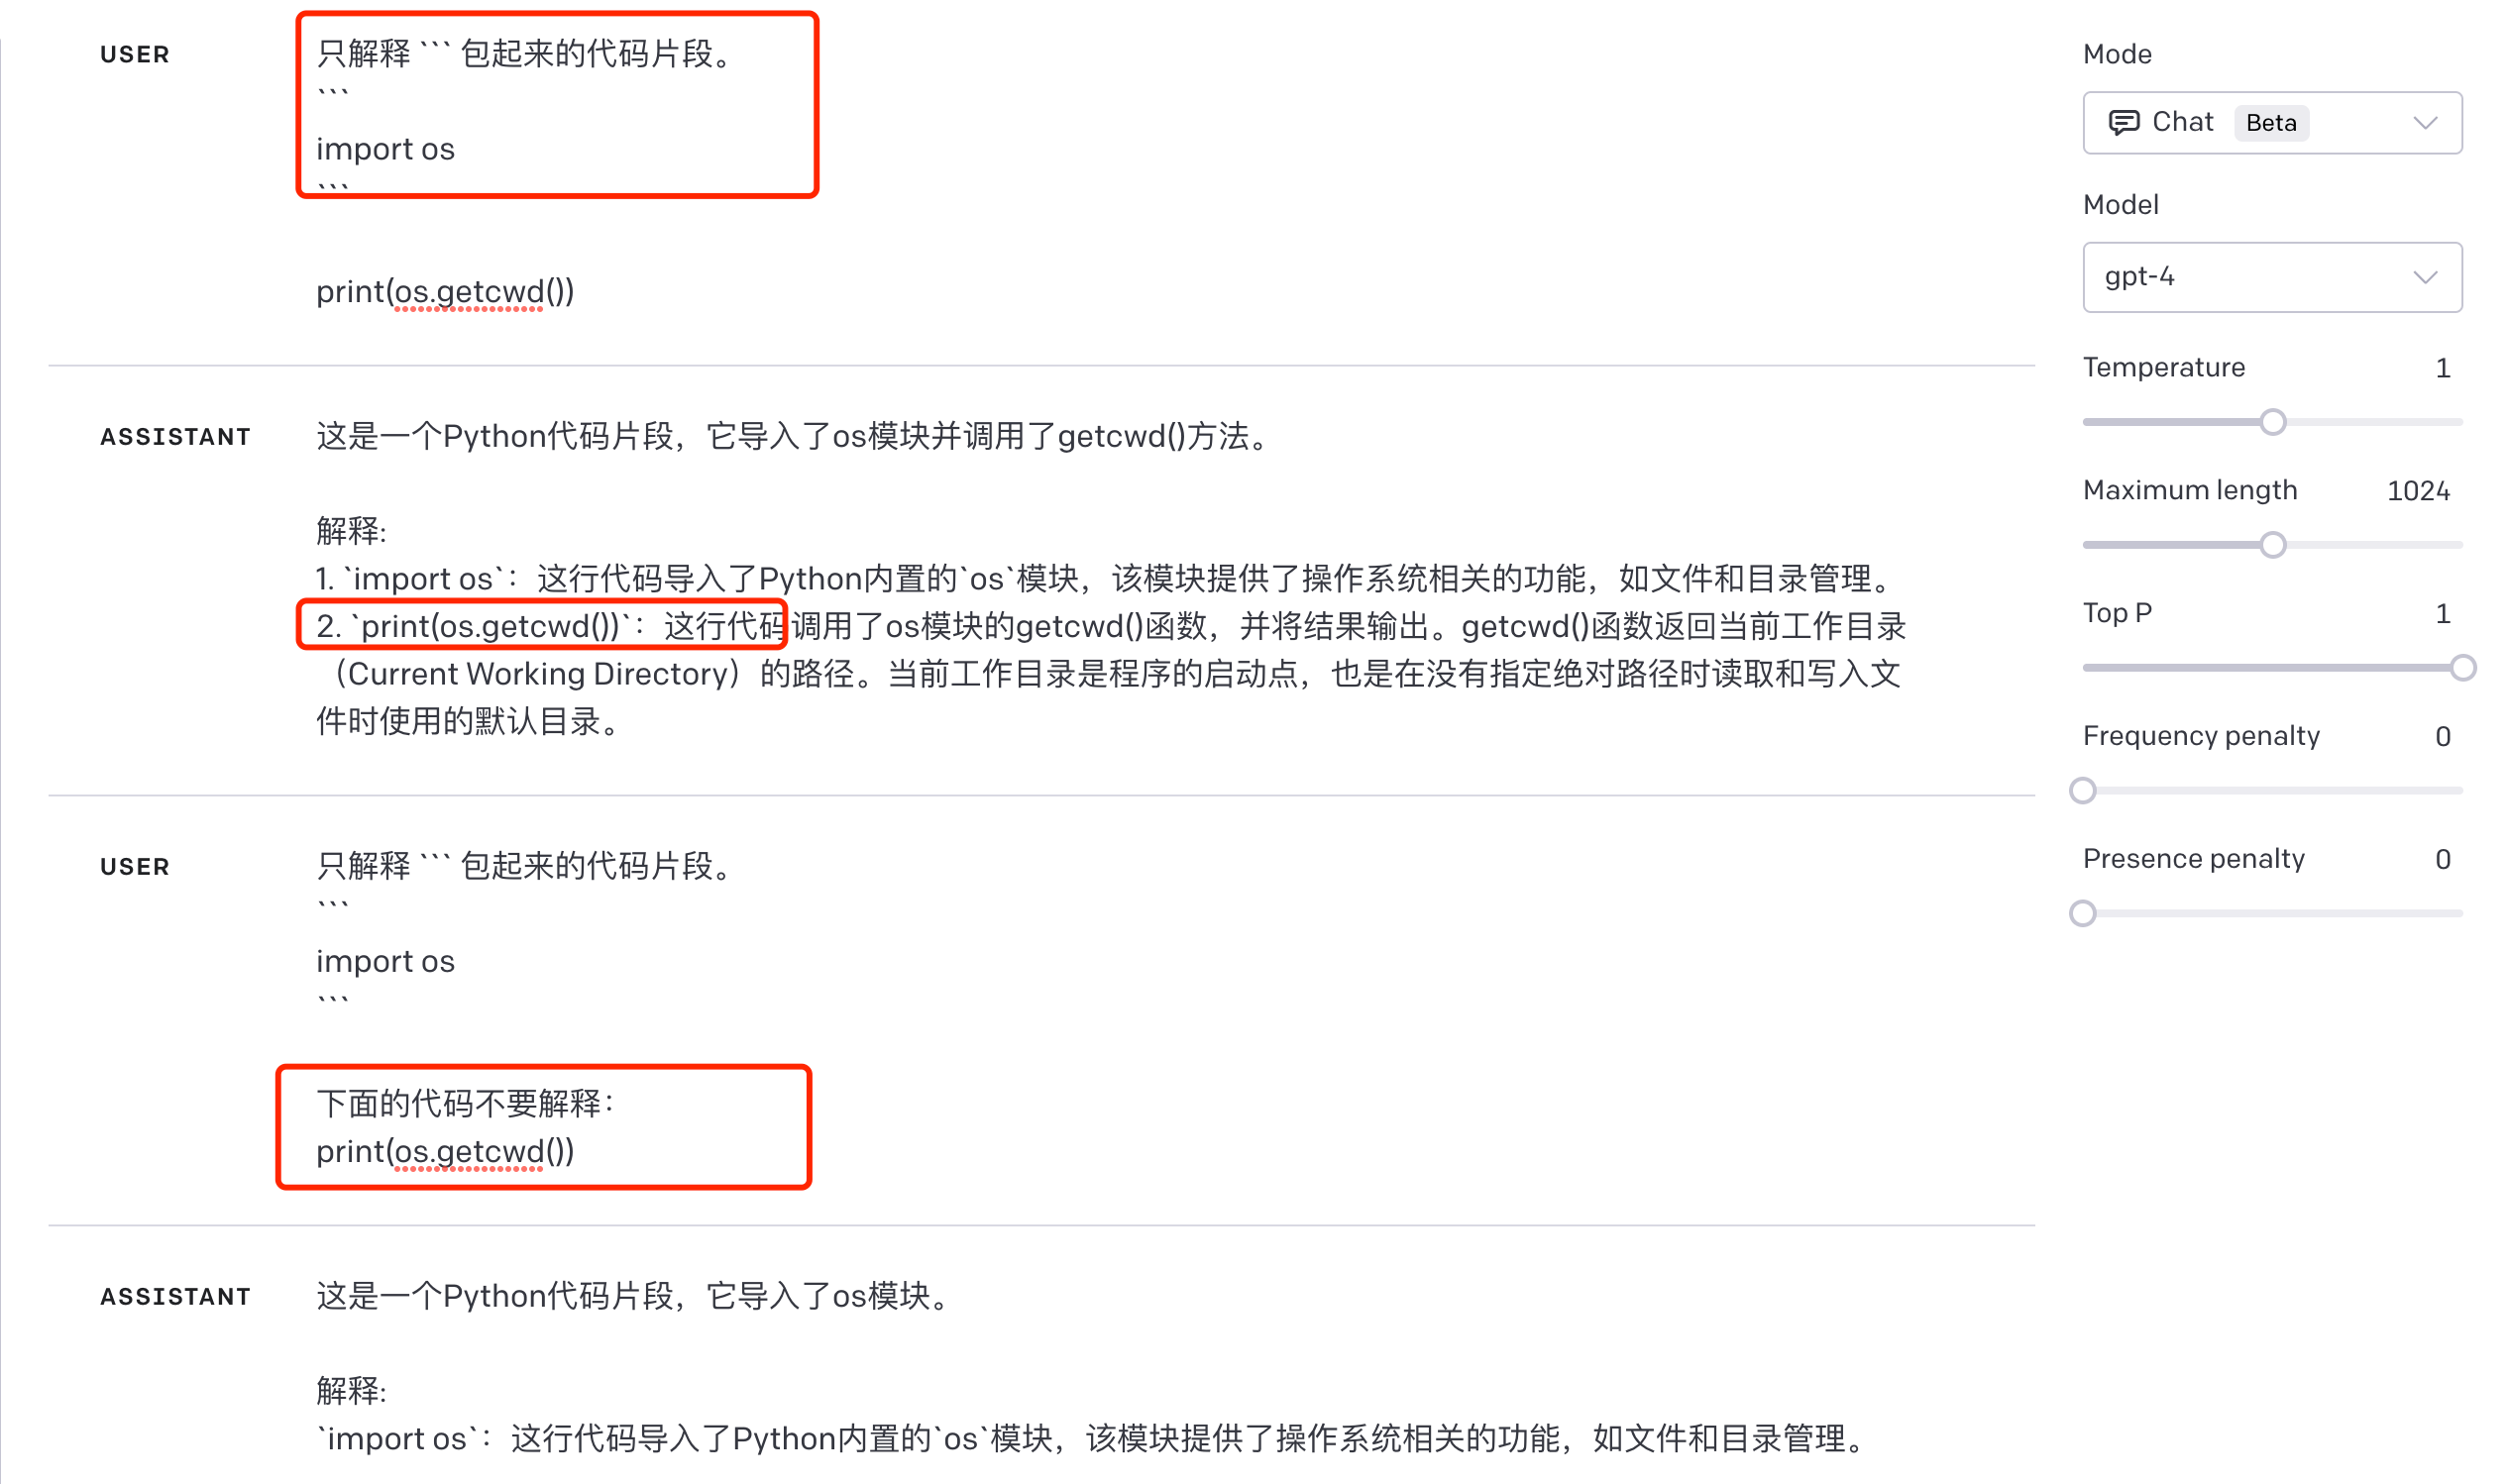 USER
只解释 ``` 包起来的代码片段。
```
import os
```
print(os.getcwd())
ASSISTANT
这是一个Python代码片段，它导入了os模块并调用了getcwd()方法。
解释:
1. `import os`：这行代码导入了Python内置的`os`模块，该模块提供了操作系统相关的功能，如文件和目录管理。
2. `print(os.getcwd())`：这行代码调用了os模块的getcwd()函数，并将结果输出。getcwd()函数返回当前工作目录
（Current Working Directory）的路径。当前工作目录是程序的启动点，也是在没有指定绝对路径时读取和写入文
件时使用的默认目录。
USER
只解释 ``` 包起来的代码片段。
```
import os
```
下面的代码不要解释：
print(os.getcwd())
ASSISTANT
这是一个Python代码片段，它导入了os模块。
解释:
`import os`：这行代码导入了Python内置的`os`模块，该模块提供了操作系统相关的功能，如文件和目录管理。
Mode
Chat Beta
Model
gpt-4
Temperature 1
Maximum length 1024
Top P 1
Frequency penalty 0
Presence penalty 0